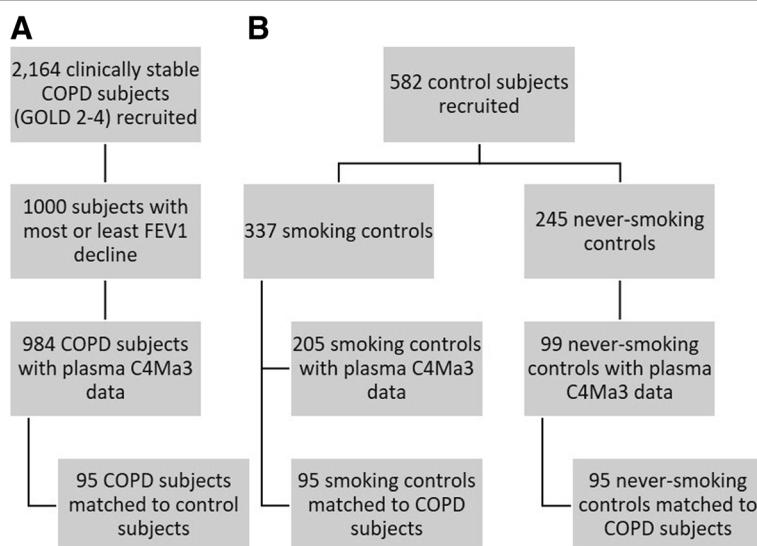 A
2,164 clinically stable
COPD subjects
(GOLD 2-4) recruited
1000 subjects with
most or least FEV1
decline
984 COPD subjects
with plasma C4Ma3
data
95 COPD subjects
matched to control
subjects
B
582 control subjects
recruited
337 smoking controls
205 smoking controls
with plasma C4Ma3
data
95 smoking controls
matched to COPD
subjects
245 never-smoking
controls
99 never-smoking
controls with plasma
C4Ma3 data
95 never-smoking
controls matched to
COPD subjects